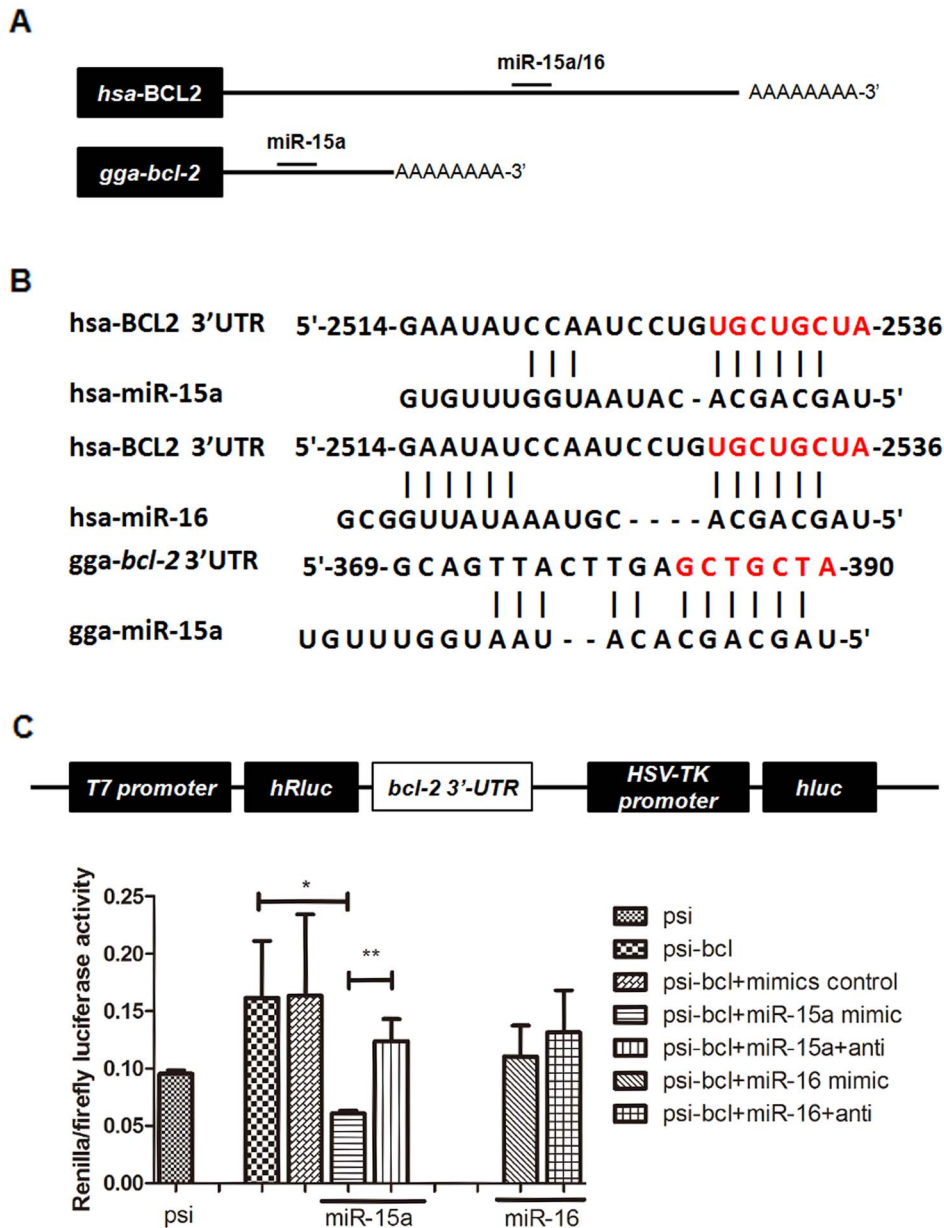 A
miR-15a/16
hsa-BCL2 AAAAAAAA-3’
miR-15a
gga-bcl-2 AAAAAAAA-3’
B
hsa-BCL2 3’UTR 5'-2514-GAAUAUCCAAUCCUGUGCUGCUA-2536
hsa-miR-15a GUGUUUGGUAAUAC-ACGACGAU-5'
hsa-BCL2 3’UTR 5'-2514-GAAUAUCCAAUCCUGUGCUGCUA-2536
hsa-miR-16 GCGGUUAUAAAUGC----ACGACGAU-5'
gga-bcl-2 3’UTR 5'-369-GCAGTTACTTGAGCTGCTA-390
gga-miR-15a UGUUUGGUAAU--ACACGACGAU-5'
C
T7 promoter hRluc bcl-2 3’-UTR HSV-TK promoter hluc
Renilla/firefly luciferase activity
0.25
0.20
0.15
0.10
0.05
0.00
* 
**
psi miR-15a miR-16
psi
psi-bcl
psi-bcl+mimics control
psi-bcl+miR-15a mimic
psi-bcl+miR-15a+anti
psi-bcl+miR-16 mimic
psi-bcl+miR-16+anti